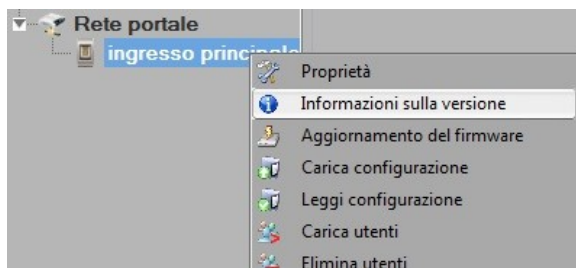 Rete portale
ingresso principale
Proprietà
Informazioni sulla versione
Aggiornamento del firmware
Carica configurazione
Leggi configurazione
Carica utenti
Elimina utenti